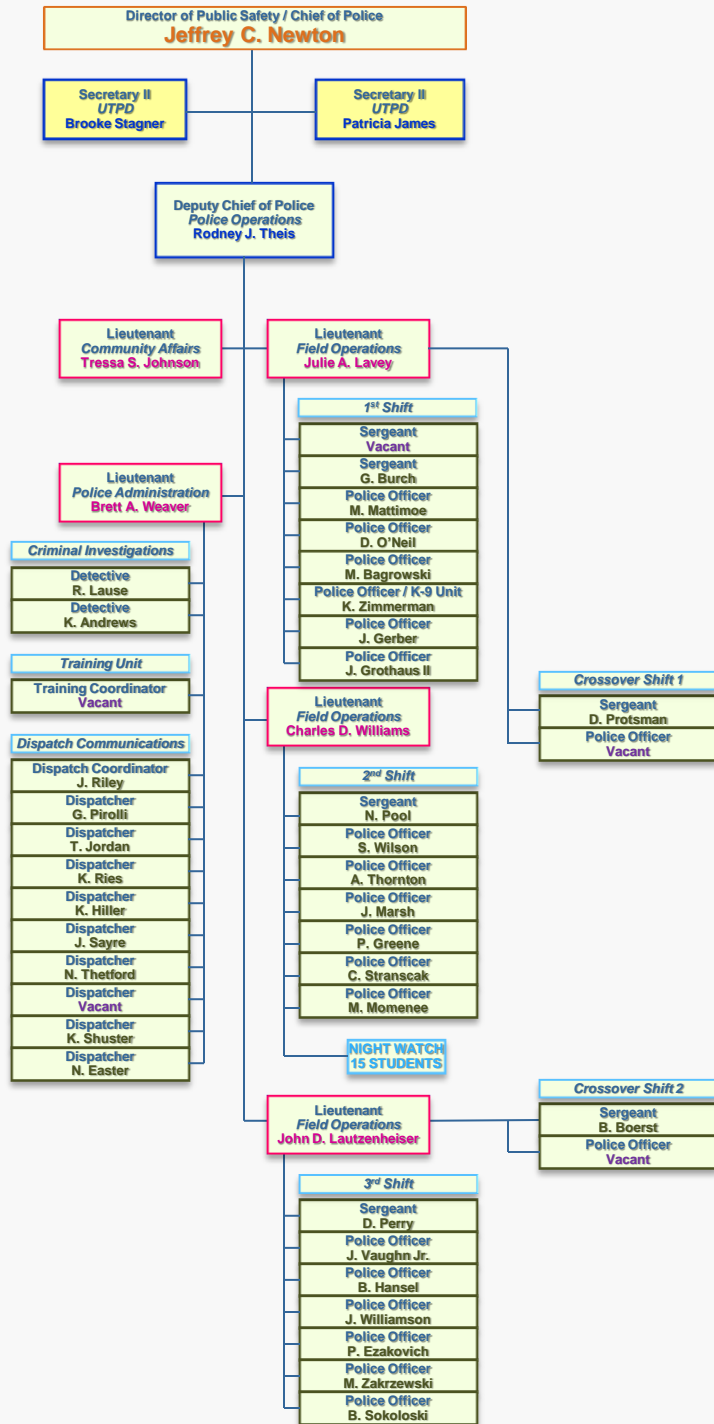 Director of Public Safety / Chief of Police
Jeffrey C. Newton
Secretary II
UTPD
Brooke Stagner
Secretary II
UTPD
Patricia James
Deputy Chief of Police
Police Operations
Rodney J. Theis
Lieutenant
Community Affairs
Tressa S. Johnson
Lieutenant
Field Operations
Julie A. Lavey
1st Shift
Sergeant
Vacant
Sergeant
G. Burch
Police Officer
M. Mattimoe
Police Officer
D. O’Neil
Police Officer
M. Bagrowski
Police Officer / K-9 Unit
K. Zimmerman
Police Officer
J. Gerber
Police Officer
J. Grothaus II
Crossover Shift 1
Sergeant
D. Protsman
Police Officer
Vacant
Lieutenant
Police Administration
Brett A. Weaver
Criminal Investigations
Detective
R. Lause
Detective
K. Andrews
Training Unit
Training Coordinator
Vacant
Dispatch Communications
Dispatch Coordinator
J. Riley
Dispatcher
G. Pirolli
Dispatcher
T. Jordan
Dispatcher
K. Ries
Dispatcher
K. Hiller
Dispatcher
J. Sayre
Dispatcher
N. Thetford
Dispatcher
Vacant
Dispatcher
K. Shuster
Dispatcher
N. Easter
Lieutenant
Field Operations
Charles D. Williams
2nd Shift
Sergeant
N. Pool
Police Officer
S. Wilson
Police Officer
A. Thornton
Police Officer
J. Marsh
Police Officer
P. Greene
Police Officer
C. Stranscak
Police Officer
M. Momenee
NIGHT WATCH
15 STUDENTS
Lieutenant
Field Operations
John D. Lautzenheiser
Crossover Shift 2
Sergeant
B. Boerst
Police Officer
Vacant
3rd Shift
Sergeant
D. Perry
Police Officer
J. Vaughn Jr.
Police Officer
B. Hansel
Police Officer
J. Williamson
Police Officer
P. Ezakovich
Police Officer
M. Zakrzewski
Police Officer
B. Sokoloski